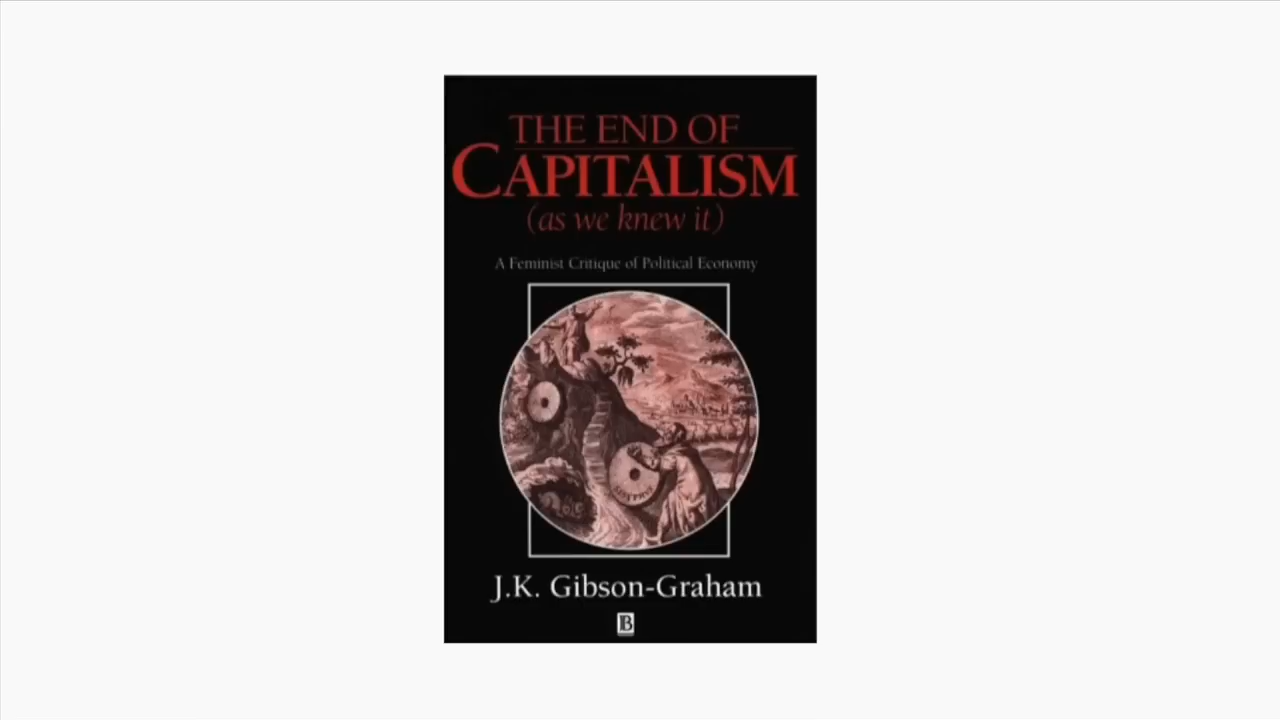 THE END OF
CAPITALISM
(as we knew it)
A Feminist Critique of Political Economy
J.K. Gibson-Graham
B